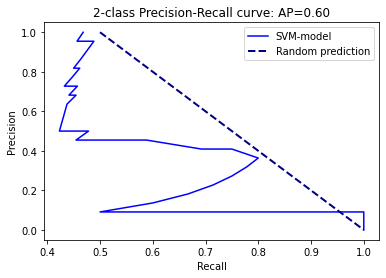 2-class Precision-Recall curve: AP=0.60
SVM-model
Random prediction
Precision
1.0
0.8
0.6
0.4
0.2
0.0
0.4 0.5 0.6 0.7 0.8 0.9 1.0
Recall